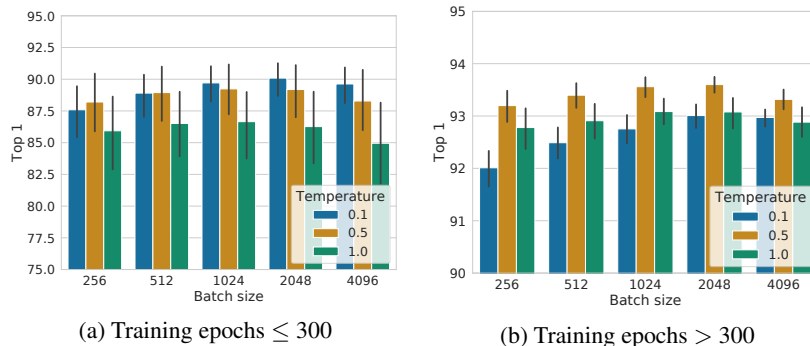 95.0
92.5
90.0
87.5
85.0
82.5
80.0
77.5
75.0
Top 1
256 512 1024 2048 4096
Batch size
Temperature
0.1
0.5
1.0
(a) Training epochs ≤ 300
95
94
93
92
91
90
Top 1
256 512 1024 2048 4096
Batch size
Temperature
0.1
0.5
1.0
(b) Training epochs > 300